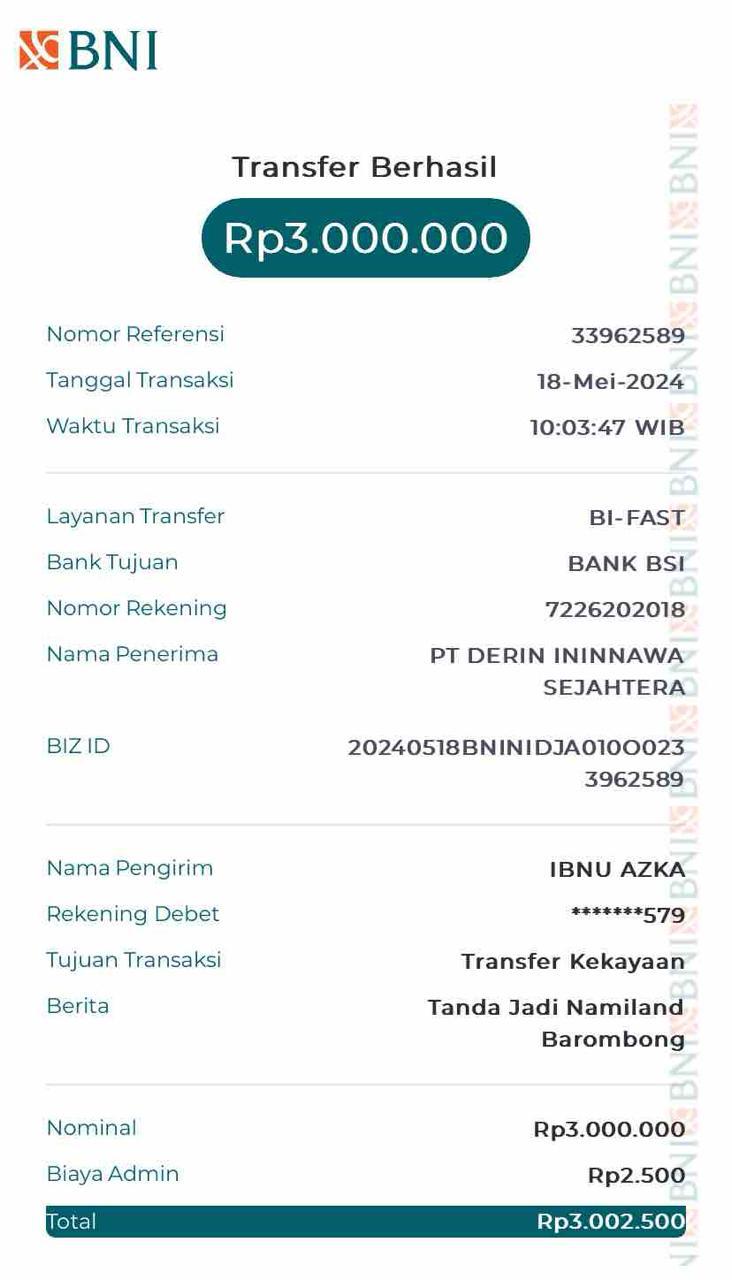 BNI
Transfer Berhasil
Rp3.000.000
Nomor Referensi 33962589
Tanggal Transaksi 18-Mei-2024
Waktu Transaksi 10:03:47 WIB
Layanan Transfer BI-FAST
Bank Tujuan BANK BSI
Nomor Rekening 7226202018
Nama Penerima PT DERIN ININNAWA
SEJAHTERA
BIZ ID 20240518BNINIDJA010O023
3962589
Nama Pengirim IBNU AZKA
Rekening Debet *******579
Tujuan Transaksi Transfer Kekayaan
Berita Tanda Jadi Namiland
Barombong
Nominal Rp3.000.000
Biaya Admin Rp2.500
Total Rp3.002.500
BNI BNI BNI BNI BNI BNI BNI BNI BNI BNI BNI NI